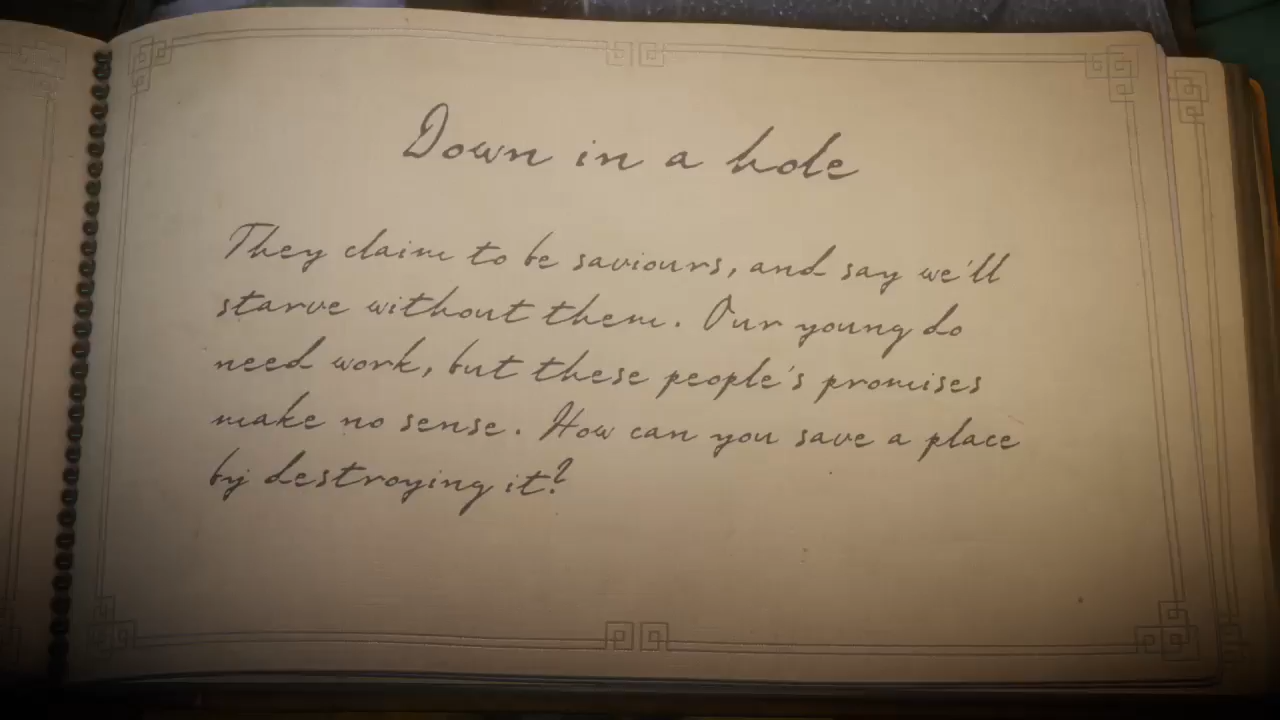 Down in a hole
They claim to be saviours, and say we'll
starve without them. Our young do
need work, but these people's promises
make no sense. How can you save a place
by destroying it?